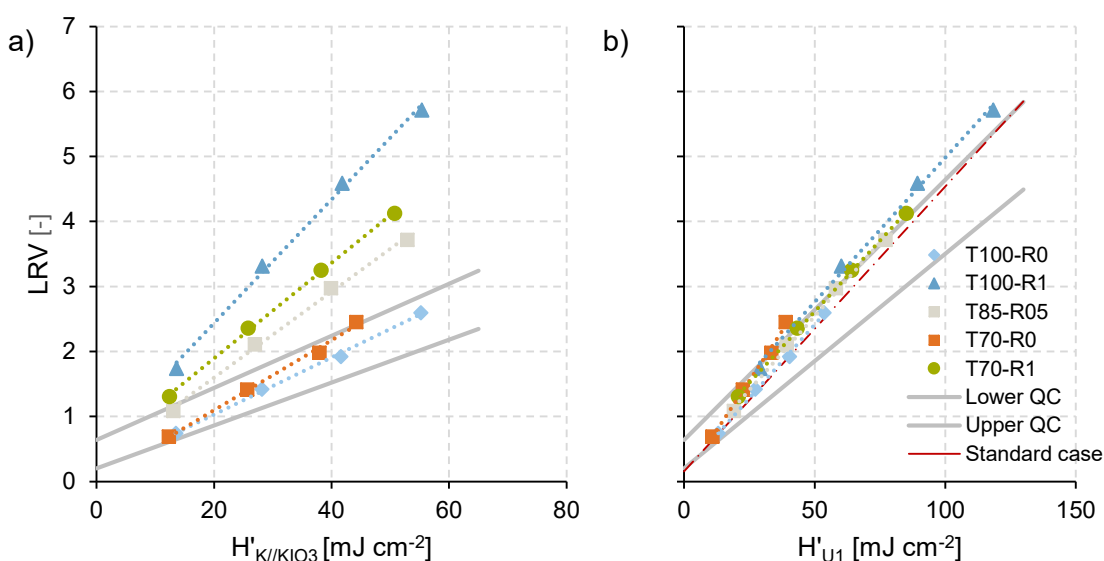 a)
7
6
5
4
3
2
1
0
LRV [-]
0 20 40 60 80
H'K//KIO3 [mJ cm-2]
b)
T100-R0
T100-R1
T85-R05
T70-R0
T70-R1
Lower QC
Upper QC
Standard case
0 50 100 150
H'U1 [mJ cm-2]